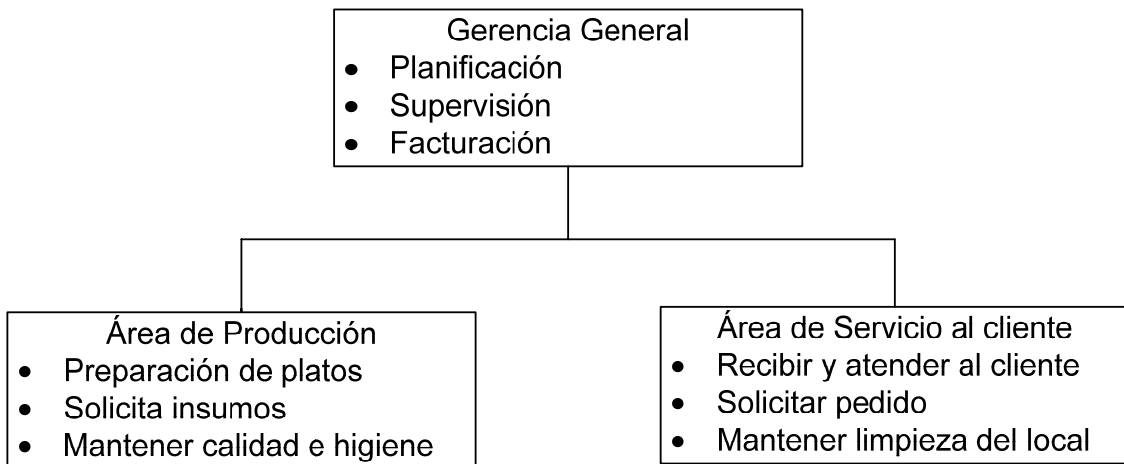 Gerencia General
• Planificación
• Supervisión
• Facturación
Área de Producción
• Preparación de platos
• Solicita insumos
• Mantener calidad e higiene
Área de Servicio al cliente
• Recibir y atender al cliente
• Solicitar pedido
• Mantener limpieza del local